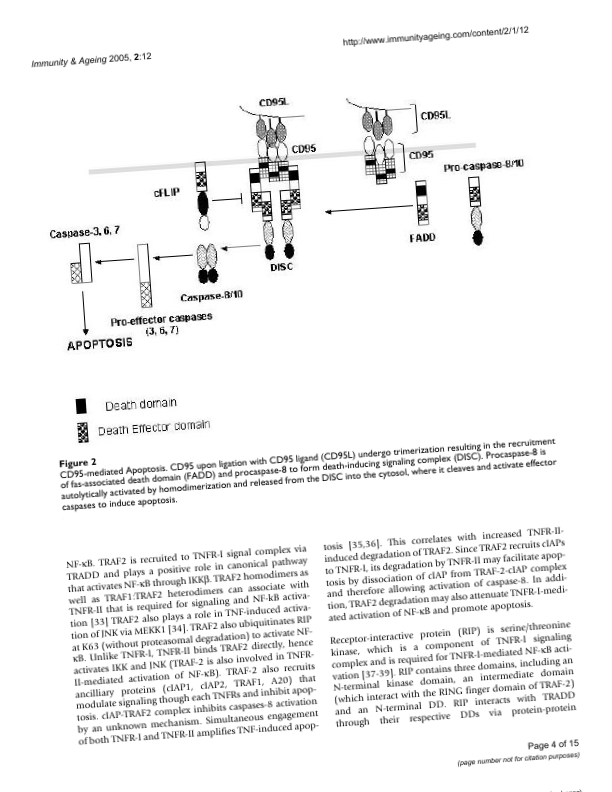 http://www.immunityageing.com/content/2/1/12
Immunity & Ageing 2005, 2:12
CD95L
CD95L
CD95
CD95
Pro-caspase-8/10
cFLIP
FADD
Caspase-3, 6, 7
DISC
Caspase-8/10
Pro-effector caspases
(3, 6, 7)
APOPTOSIS
Death domain
Death Effector domain
Figure 2
CD95-mediated Apoptosis. CD95 upon ligation with CD95 ligand (CD95L) undergo trimerization resulting in the recruitment
of fas-associated death domain (FADD) and procaspase-8 to form death-inducing signaling complex (DISC). Procaspase-8 is
autolytically activated by homodimerization and released from the DISC into the cytosol, where it cleaves and activate effector
caspases to induce apoptosis.
NF-κB. TRAF2 is recruited to TNFR-I signal complex via
TRADD and plays a positive role in canonical pathway
that activates NF-κB through IKKβ. TRAF2 homodimers as
well as TRAF1:TRAF2 heterodimers can associate with
TNFR-II that is required for signaling and NF-kB activa-
tion [33] TRAF2 also plays a role in TNF-induced activa-
tion of JNK via MEKK1 [34]. TRAF2 also ubiquitinates RIP
at K63 (without proteasomal degradation) to activate NF-
κB. Unlike TNFR-I, TNFR-II binds TRAF2 directly, hence
activates IKK and JNK (TRAF-2 is also involved in TNFR-
II-mediated activation of NF-κB). TRAF-2 also recruits
ancilliary proteins (cIAP1, cIAP2, TRAF1, A20) that
modulate signaling though each TNFRs and inhibit apop-
tosis. cIAP-TRAF2 complex inhibits caspases-8 activation
by an unknown mechanism. Simultaneous engagement
of both TNFR-I and TNFR-II amplifies TNF-induced apop-
tosis [35,36]. This correlates with increased TNFR-II-
induced degradation of TRAF2. Since TRAF2 recruits cIAPs
to TNFR-I, its degradation by TNFR-II may facilitate apop-
tosis by dissociation of cIAP from TRAF-2-cIAP complex
and therefore allowing activation of caspase-8. In addi-
tion, TRAF2 degradation may also attenuate TNFR-I-medi-
ated activation of NF-κB and promote apoptosis.
Receptor-interactive protein (RIP) is serine/threonine
kinase, which is a component of TNFR-I signaling
complex and is required for TNFR-I-mediated NF-κB acti-
vation [37-39]. RIP contains three domains, including an
N-terminal kinase domain, an intermediate domain
(which interact with the RING finger domain of TRAF-2)
and an N-terminal DD. RIP interacts with TRADD
through their respective DDs via protein-protein
Page 4 of 15
(page number not for citation purposes)